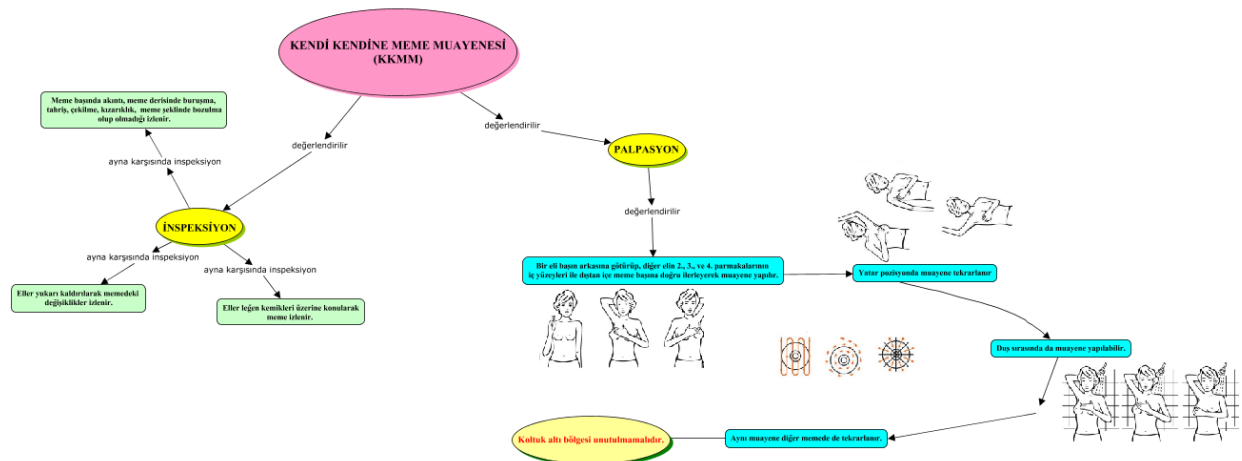 KENDİ KENDİNE MEME MUAYENESİ
(KKMM)
değerlendirilir
değerlendirilir
Meme başında akıntı, meme derisinde buruşma,
tahriş, çekilme, kızarıklık, meme şeklinde bozulma
olup olmadığı izlenir.
ayna karşısında inspeksiyon
İNSPEKSİYON
ayna karşısında inspeksiyon
ayna karşısında inspeksiyon
Eller yukarı kaldırılarak memedeki
değişiklikler izlenir.
Eller leğen kemikleri üzerine konularak
meme izlenir.
PALPASYON
değerlendirilir
Bir eli başın arkasına götürüp, diğer elin 2., 3., ve 4. parmakalarının
iç yüzeyleri ile dıştan içe meme başına doğru ilerleyerek muayene yapılır.
Yatar pozisyonda muayene tekrarlanır
Duş sırasında da muayene yapılabilir.
Aynı muayene diğer memede de tekrarlanır.
Koltuk altı bölgesi unutulmamalıdır.